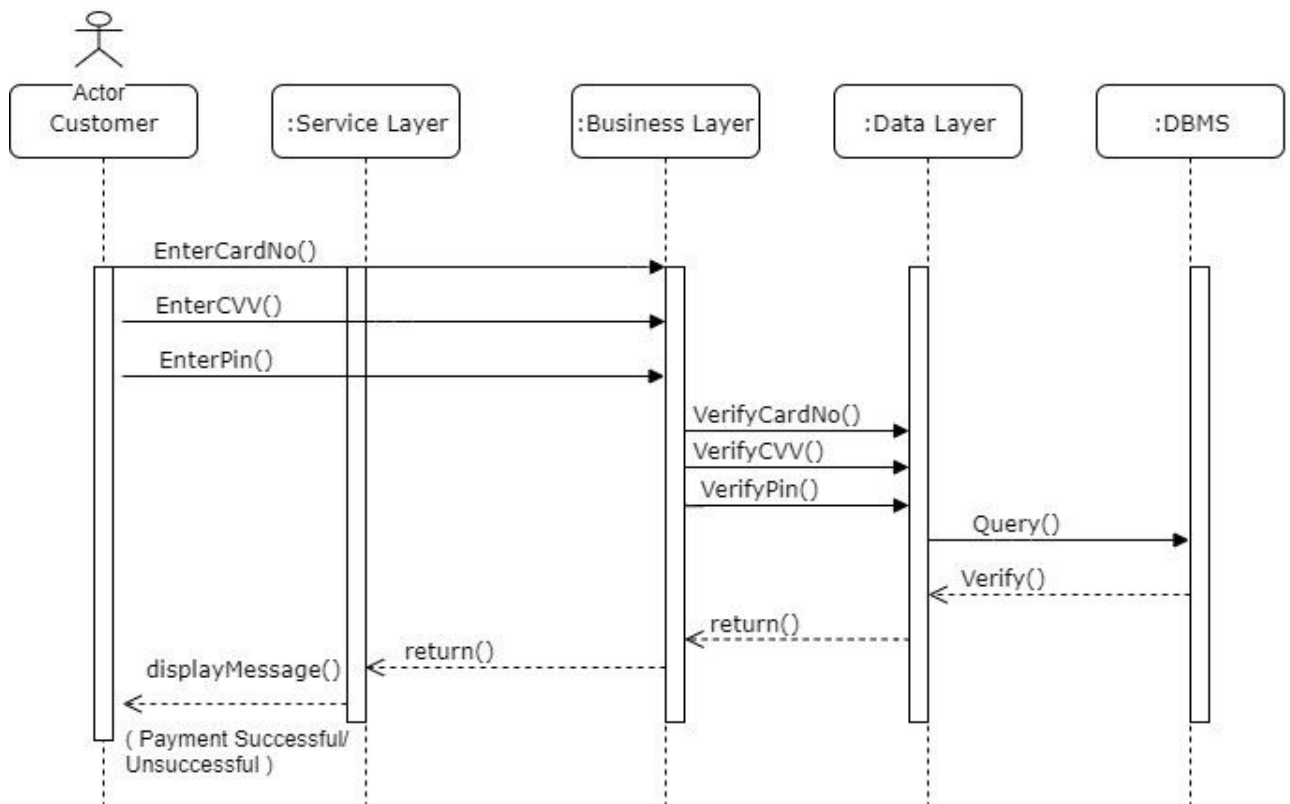 Actor
Customer
:Service Layer
:Business Layer
:Data Layer
:DBMS
EnterCardNo()
EnterCVV()
EnterPin()
VerifyCardNo()
VerifyCVV()
VerifyPin()
Query()
Verify()
return()
return()
displayMessage()
( Payment Successful/
Unsuccessful )